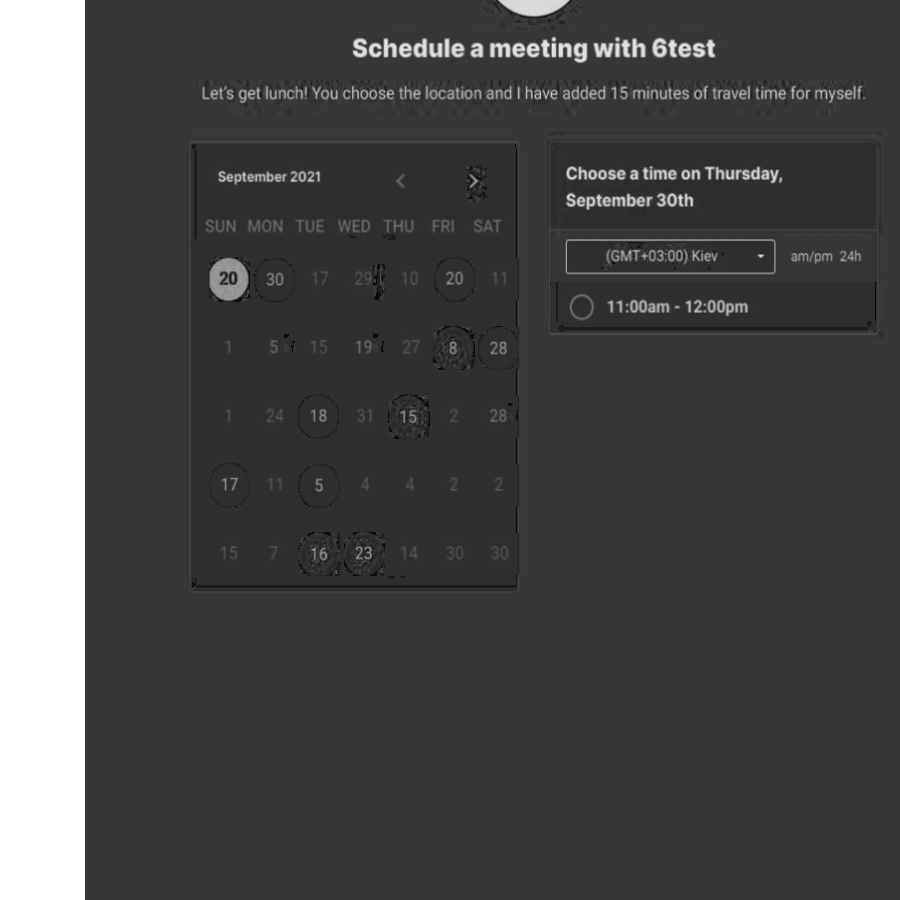 Schedule a meeting with 6test
Let's get lunch! You choose the location and I have added 15 minutes of travel time for myself.
September 2021
SUN MON TUE WED THU FRI SAT
20 30 17 29 10 20 11
1 5 15 19 27 8 28
1 24 18 31 15 2 28
17 11 5 4 4 2 2
15 7 16 23 14 30 30
Choose a time on Thursday,
September 30th
(GMT+03:00) Kiev am/pm 24h
11:00am - 12:00pm